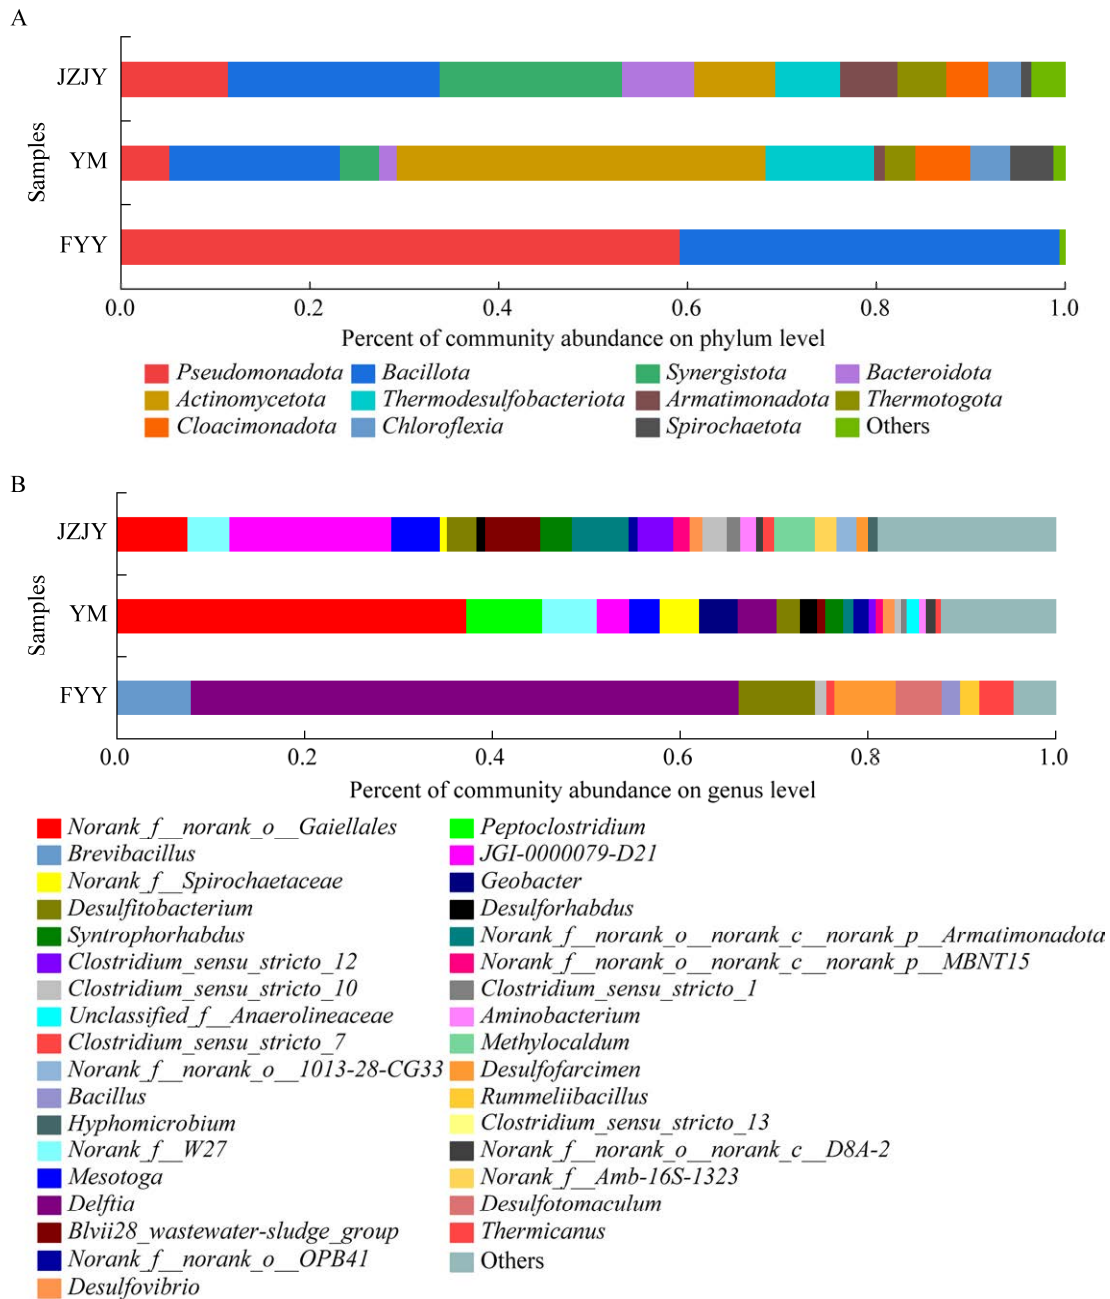 A
JZJY
YM
FYY
Samples
0.0 0.2 0.4 0.6 0.8 1.0
Percent of community abundance on phylum level
Pseudomonadota Bacillota Synergistota Bacteroidota
Actinomycetota Thermodesulfobacteriota Armatimonadota Thermotogota
Cloacimonadota Chloroflexia Spirochaetota Others
B
JZJY
YM
FYY
Samples
0.0 0.2 0.4 0.6 0.8 1.0
Percent of community abundance on genus level
Norank_f__norank_o__Gaiellales Peptoclostridium
Brevibacillus JGI-0000079-D21
Norank_f__Spirochaetaceae Geobacter
Desulfitobacterium Desulforhabdus
Syntrophorhabdus Norank_f__norank_o__norank_c__norank_p__Armatimonadota
Clostridium_sensu_stricto_12 Norank_f__norank_o__norank_c__norank_p__MBNT15
Clostridium_sensu_stricto_10 Clostridium_sensu_stricto_1
Unclassified_f__Anaerolineaceae Aminobacterium
Clostridium_sensu_stricto_7 Methylocaldum
Norank_f__norank_o__1013-28-CG33 Desulfofarcimen
Bacillus Rummeliibacillus
Hyphomicrobium Clostridium_sensu_stricto_13
Norank_f__W27 Norank_f__norank_o__norank_c__D8A-2
Mesotoga Norank_f__Amb-16S-1323
Delftia Desulfotomaculum
Blvii28_wastewater-sludge_group Thermicanus
Norank_f__norank_o__OPB41 Others
Desulfovibrio